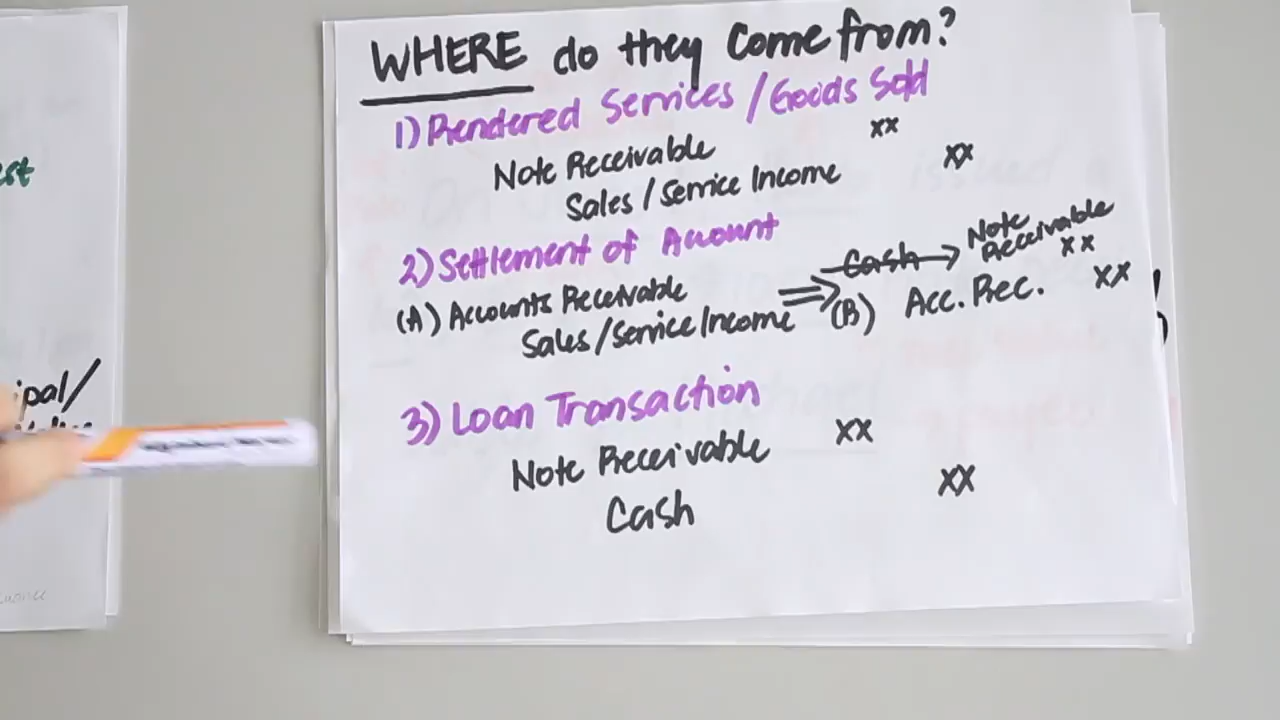 WHERE do they come from?
1) Rendered Services / Goods Sold
Note Receivable xx
Sales / Service Income xx
2) Settlement of Account
(A) Accounts Receivable
Sales / Service Income
Cash Note Receivable xx
(B) Acc. Rec. xx
3) Loan Transaction
Note Receivable xx
Cash xx